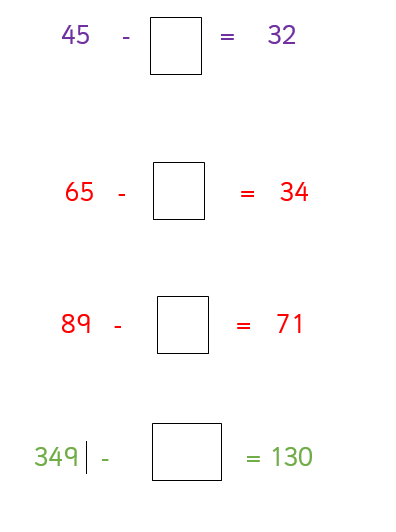 45 - = 32
65 - = 34
89 - = 71
349 - = 130